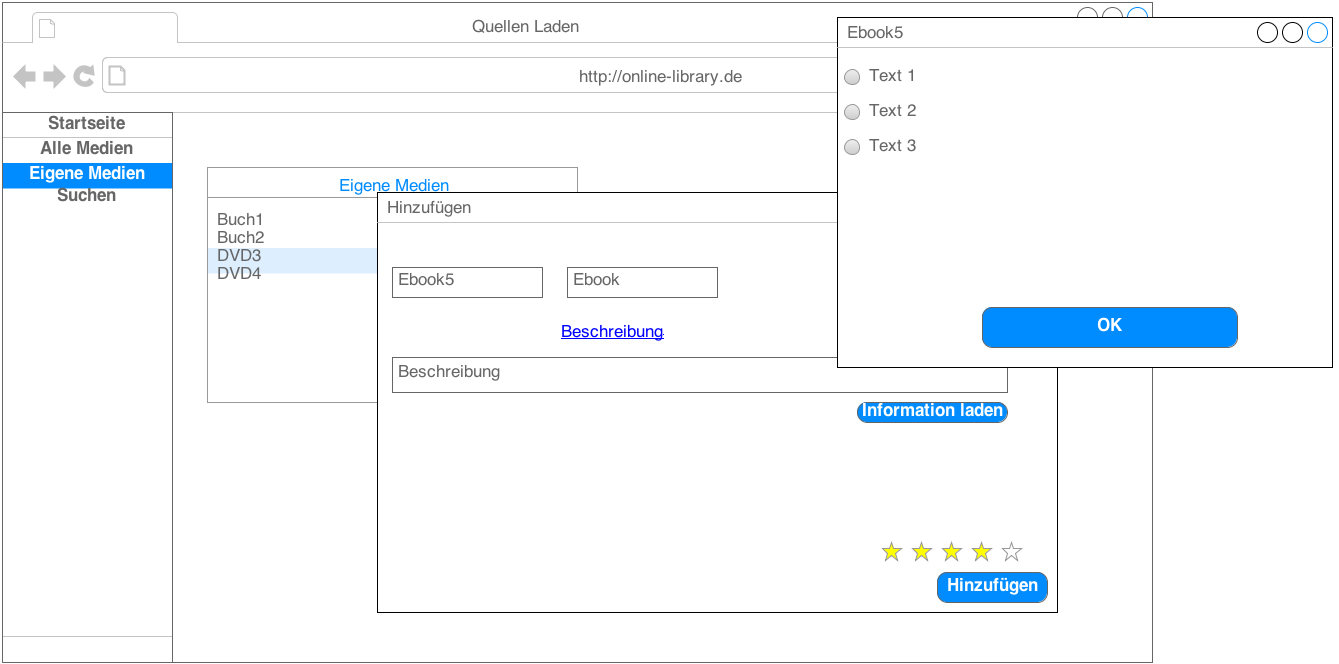 Quellen Laden
http://online-library.de
Startseite
Alle Medien
Eigene Medien
Suchen
Eigene Medien
Buch1
Buch2
DVD3
DVD4
Hinzufügen
Ebook5
Ebook
Beschreibung
Beschreibung
Information laden
Hinzufügen
Ebook5
Text 1
Text 2
Text 3
OK